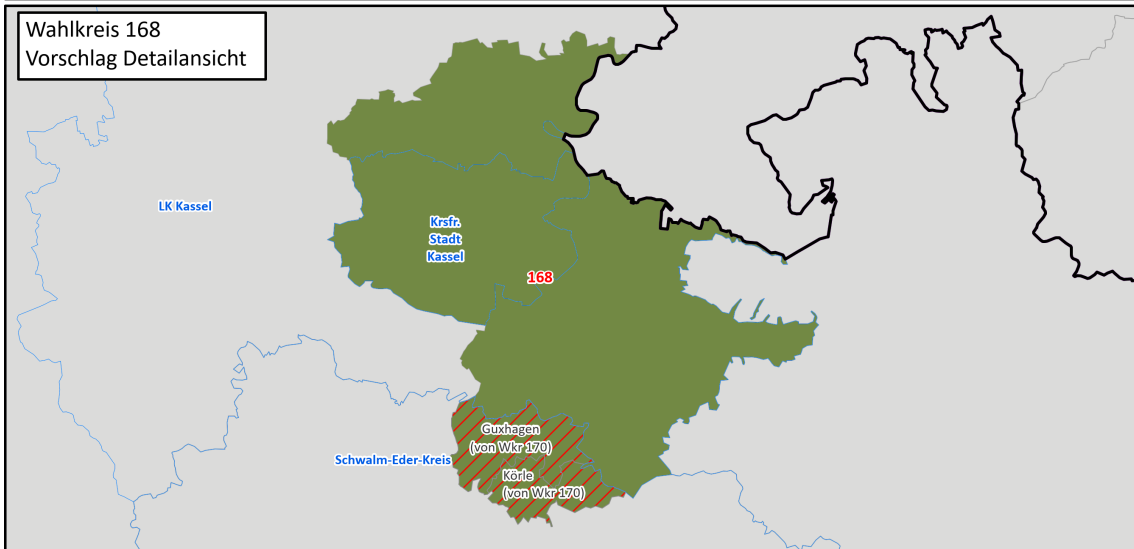 Wahlkreis 168
Vorschlag Detailansicht
LK Kassel
Krsfr.
Stadt
Kassel
168
Guxhagen
(von Wkr 170)
Schwalm-Eder-Kreis
Körle
(von Wkr 170)